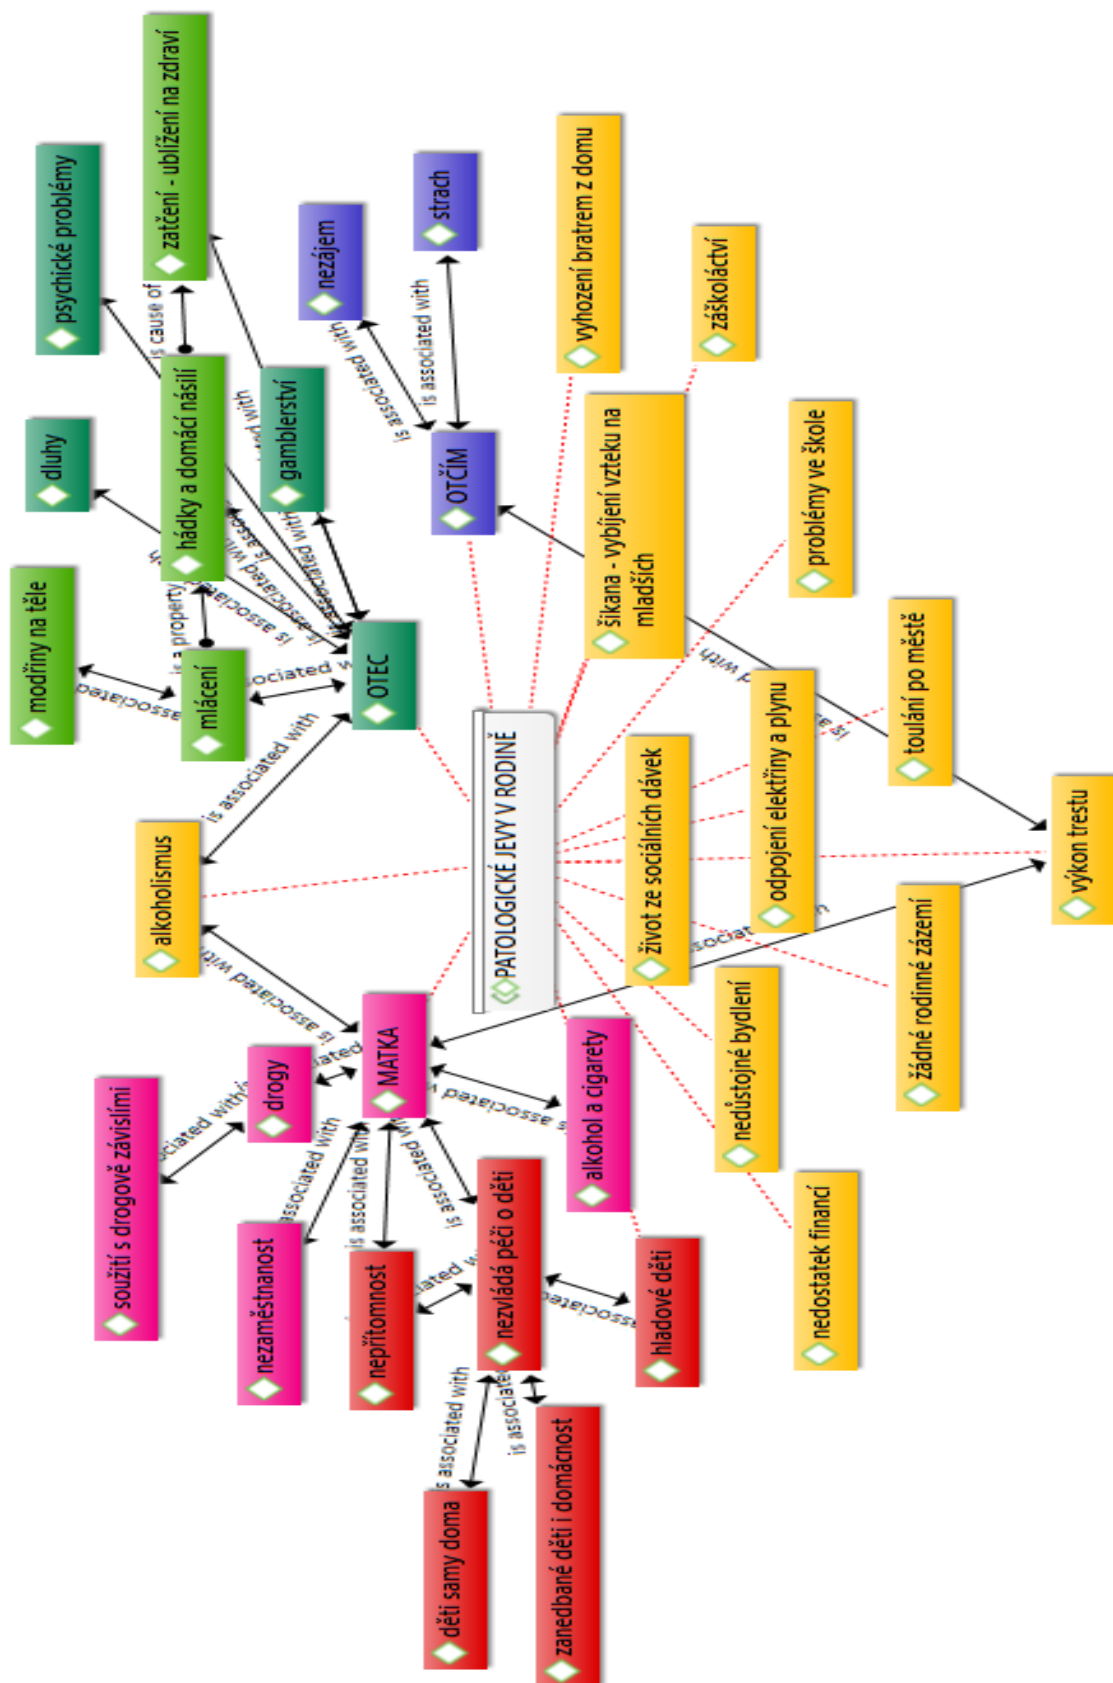 modřiny na těle
dluhy
psychické problémy
soužití s drogově závislými
alkoholismus
zatčení - ublížení na zdraví
is cause of
hádky a domácí násilí
is a property
mlácení
is associated with
nezaměstnanost
drogy
gamblerství
nezájem
is associated with
is associated with
nepřítomnost
MATKA
OTEC
is associated with
strach
is associated with
OTČÍM
děti samy doma
is associated with
is associated
nezvládá péči o děti
PATOLOGICKÉ JEVY V RODINĚ
zanedbané děti i domácnost
vyhození bratrem z domu
alkohol a cigarety
šikana - vybíjení vzteku na
mladších
hladové děti
život ze sociálních dávek
záškoláctví
nedůstojné bydlení
odpojení elektřiny a plynu
problémy ve škole
nedostatek financí
žádné rodinné zázemí
toulání po městě
výkon trestu